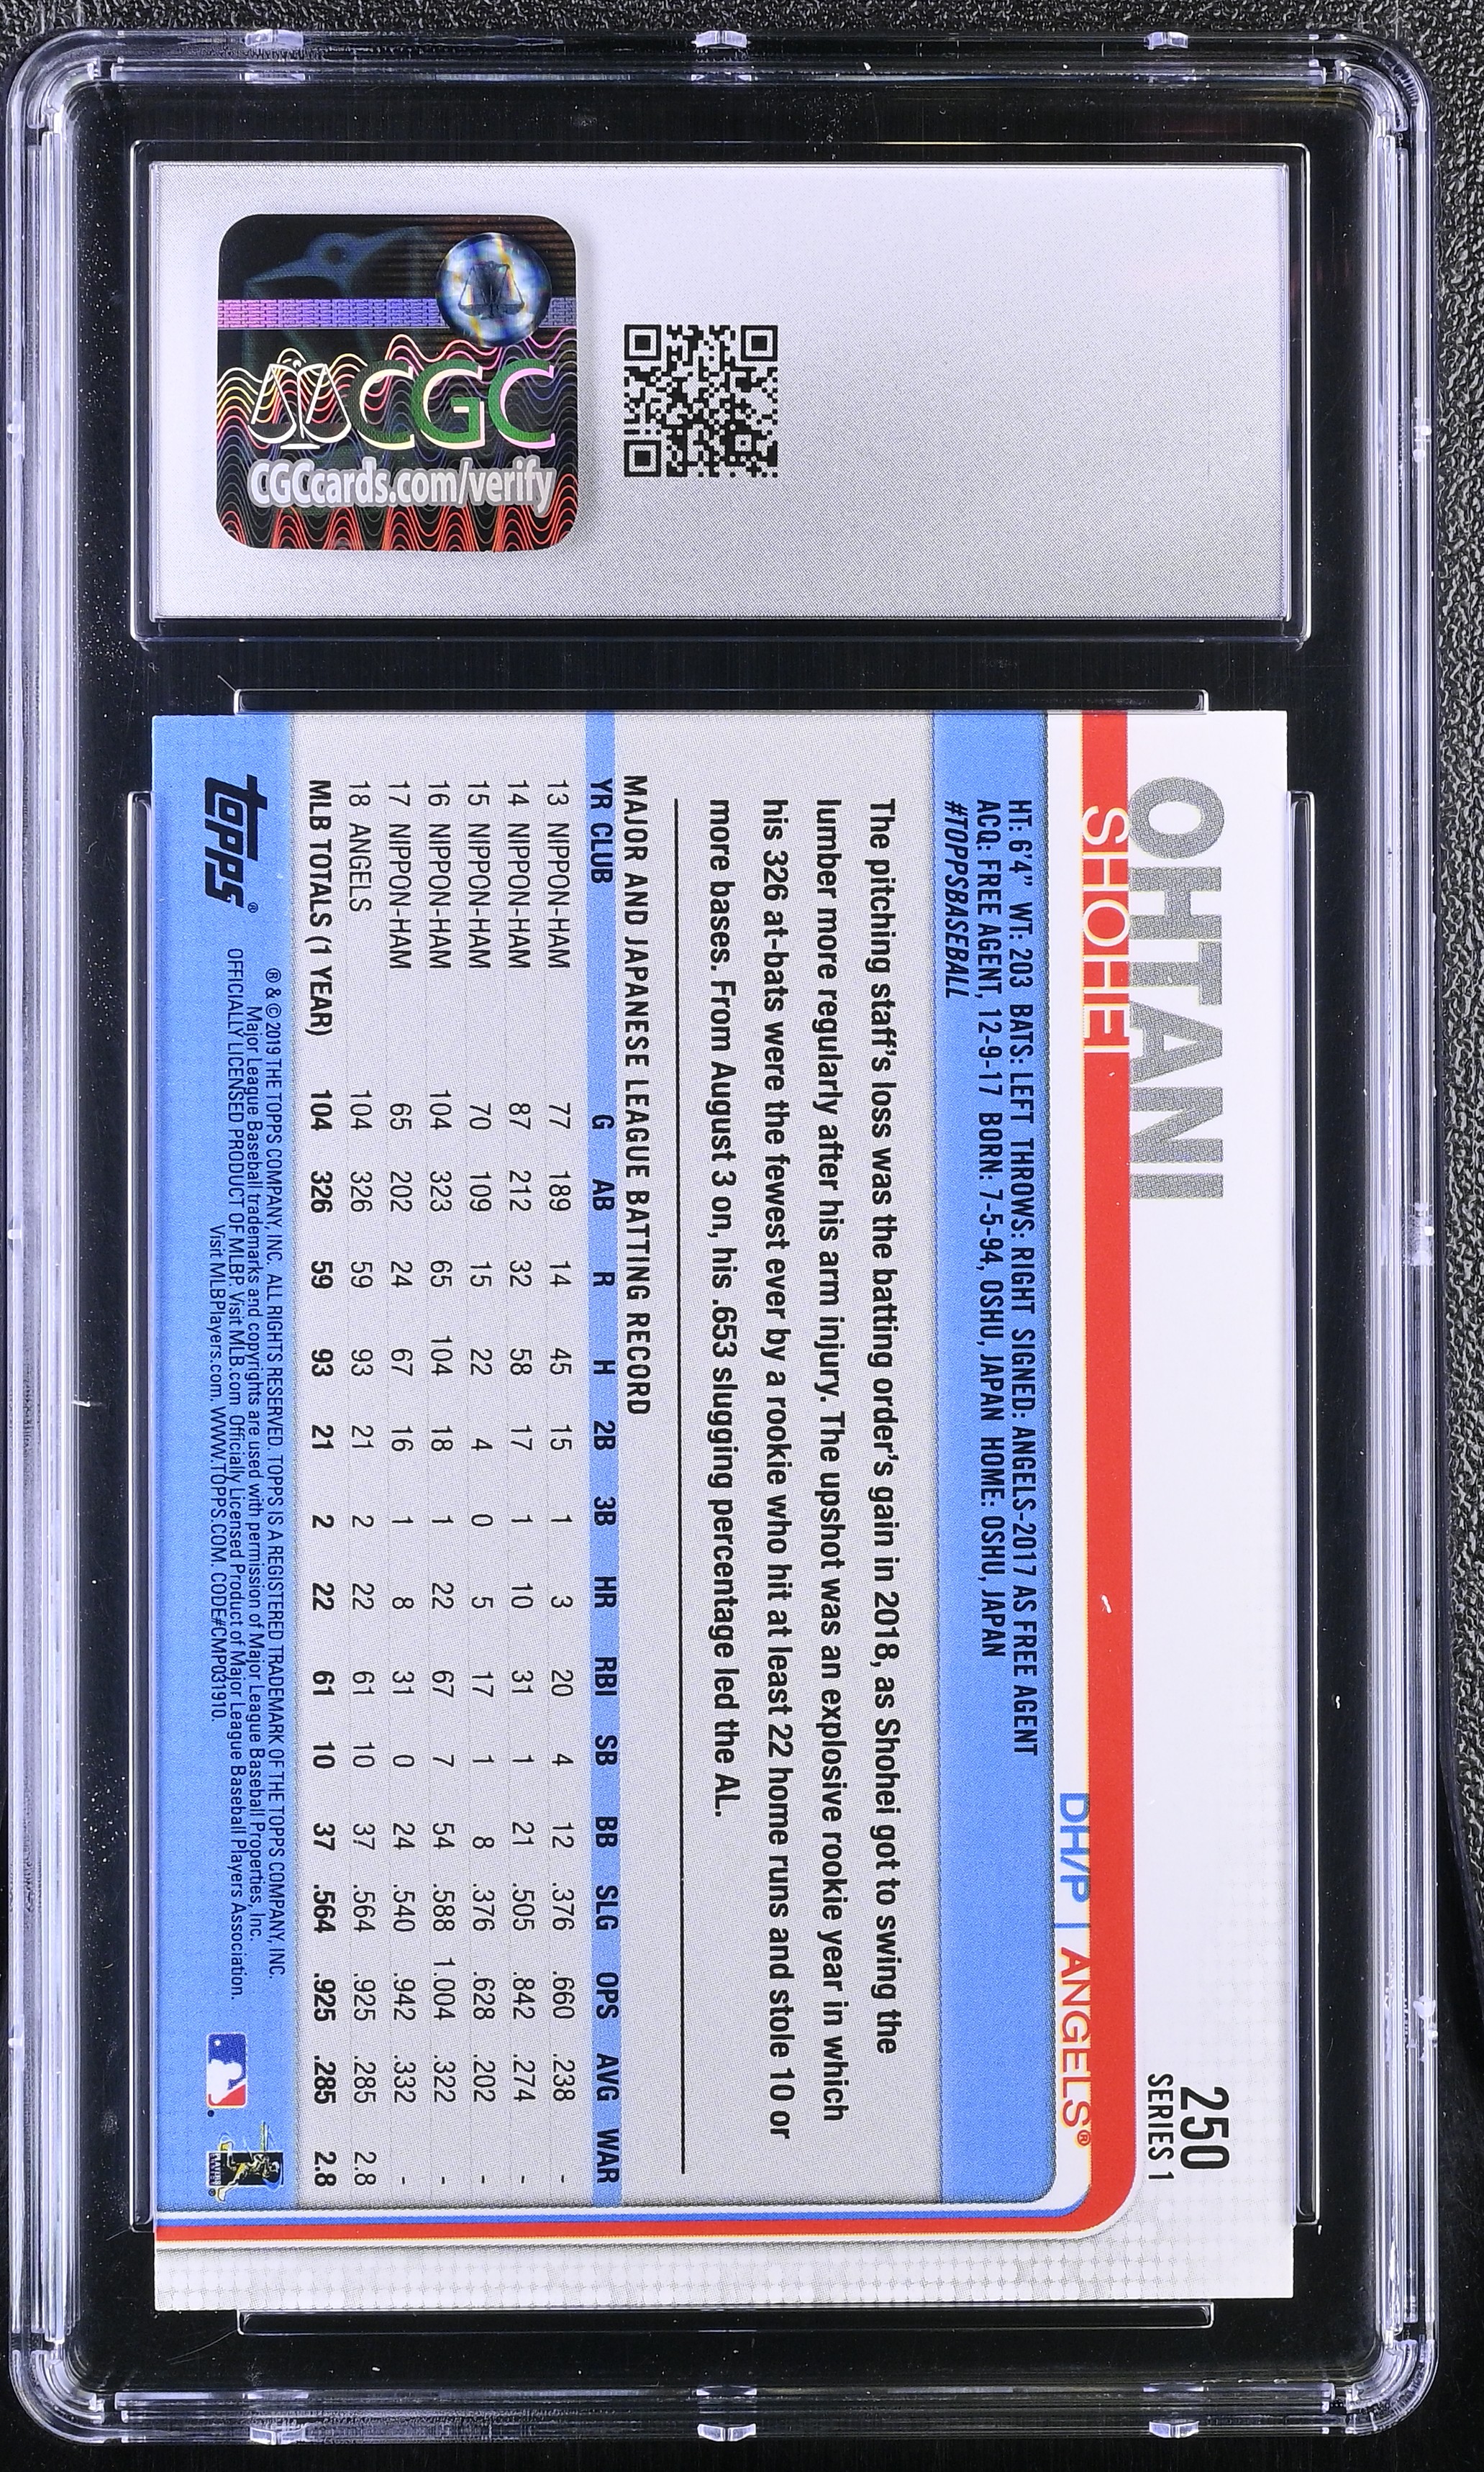 CGC
CGCcards.com/verify
OHTANI
SHOHEI
250
SERIES 1
DH/P | ANGELS®
HT: 6'4" WT: 203 BATS: LEFT THROWS: RIGHT SIGNED: ANGELS-2017 AS FREE AGENT
ACQ: FREE AGENT, 12-9-17 BORN: 7-5-94, OSHU, JAPAN HOME: OSHU, JAPAN
#TOPPSBASEBALL
The pitching staff's loss was the batting order's gain in 2018, as Shohei got to swing the
lumber more regularly after his arm injury. The upshot was an explosive rookie year in which
his 326 at-bats were the fewest ever by a rookie who hit at least 22 home runs and stole 10 or
more bases. From August 3 on, his .653 slugging percentage led the AL.
MAJOR AND JAPANESE LEAGUE BATTING RECORD
YR CLUB G AB R H 2B 3B HR RBI SB BB SLG OPS AVG WAR
13 NIPPON-HAM 77 189 14 45 15 1 3 20 4 12 .376 .660 .238 -
14 NIPPON-HAM 87 212 32 58 17 1 10 31 1 21 .505 .842 .274 -
15 NIPPON-HAM 70 109 15 22 4 0 5 17 1 8 .376 .628 .202 -
16 NIPPON-HAM 104 323 65 104 18 1 22 67 7 54 .588 1.004 .322 -
17 NIPPON-HAM 65 202 24 67 16 1 8 31 0 24 .540 .942 .332 -
18 ANGELS 104 326 59 93 21 2 22 61 10 37 .564 .925 .285 2.8
MLB TOTALS (1 YEAR) 104 326 59 93 21 2 22 61 10 37 .564 .925 .285 2.8
topps®
® & © 2019 THE TOPPS COMPANY, INC. ALL RIGHTS RESERVED. TOPPS IS A REGISTERED TRADEMARK OF THE TOPPS COMPANY, INC.
Major League Baseball trademarks and copyrights are used with permission of Major League Baseball Properties, Inc.
OFFICIALLY LICENSED PRODUCT OF MLBP. Visit MLB.com Officially Licensed Product of Major League Baseball Players Association.
Visit MLBPlayers.com. WWW.TOPPS.COM. CODE#CMP031910.